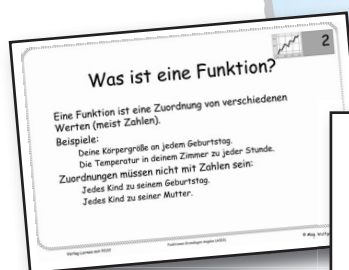 2
Was ist eine Funktion?
Eine Funktion ist eine Zuordnung von verschiedenen
Werten (meist Zahlen).
Beispiele:
Deine Körpergröße an jedem Geburtstag.
Die Temperatur in deinem Zimmer zu jeder Stunde.
Zuordnungen müssen nicht mit Zahlen sein:
Jedes Kind zu seinem Geburtstag.
Jedes Kind zu seiner Mutter.